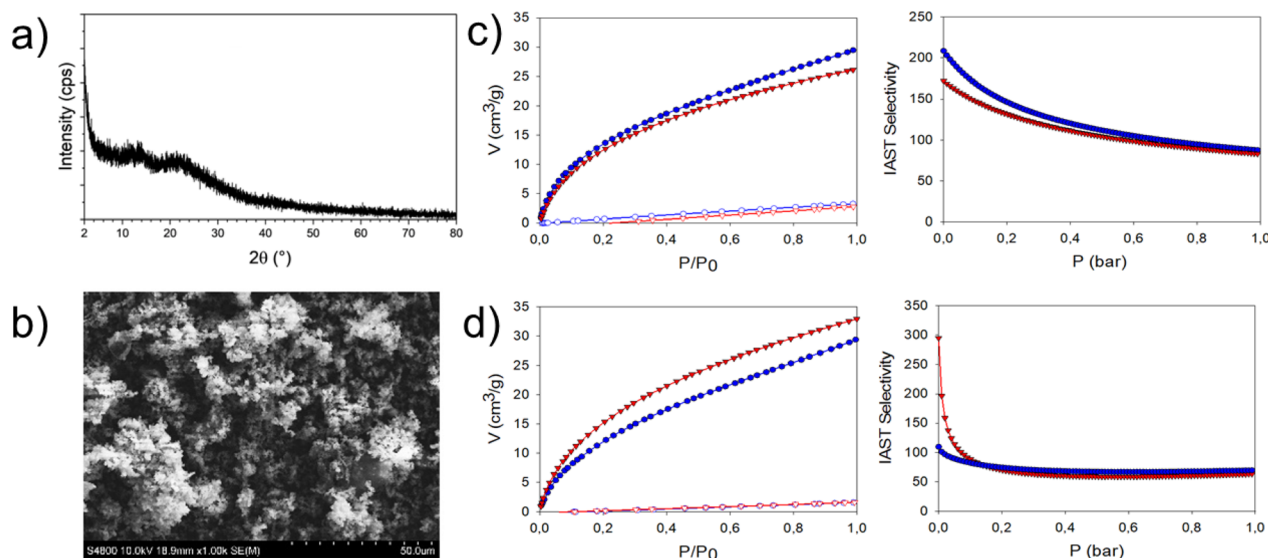 a)
Intensity (cps)
2 10 20 30 40 50 60 70 80
2θ (°)
b)
S4800 10.0kV 18.9mm x1.00k SE(M)
50.0um
c)
V (cm³/g)
35
30
25
20
15
10
5
0
0,0 0,2 0,4 0,6 0,8 1,0
P/P₀
IAST Selectivity
250
200
150
100
50
0
0,0 0,2 0,4 0,6 0,8 1,0
P (bar)
d)
V (cm³/g)
35
30
25
20
15
10
5
0
0,0 0,2 0,4 0,6 0,8 1,0
P/P₀
IAST Selectivity
350
300
250
200
150
100
50
0
0,0 0,2 0,4 0,6 0,8 1,0
P (bar)